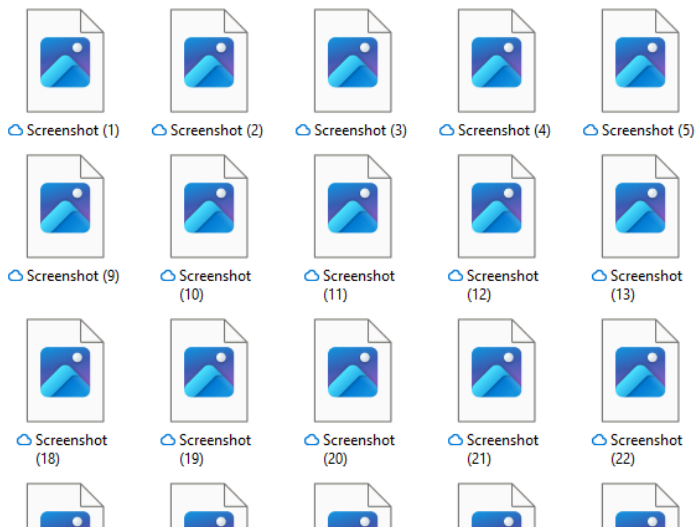 Screenshot (1)
Screenshot (2)
Screenshot (3)
Screenshot (4)
Screenshot (5)
Screenshot (9)
Screenshot
(10)
Screenshot
(11)
Screenshot
(12)
Screenshot
(13)
Screenshot
(18)
Screenshot
(19)
Screenshot
(20)
Screenshot
(21)
Screenshot
(22)